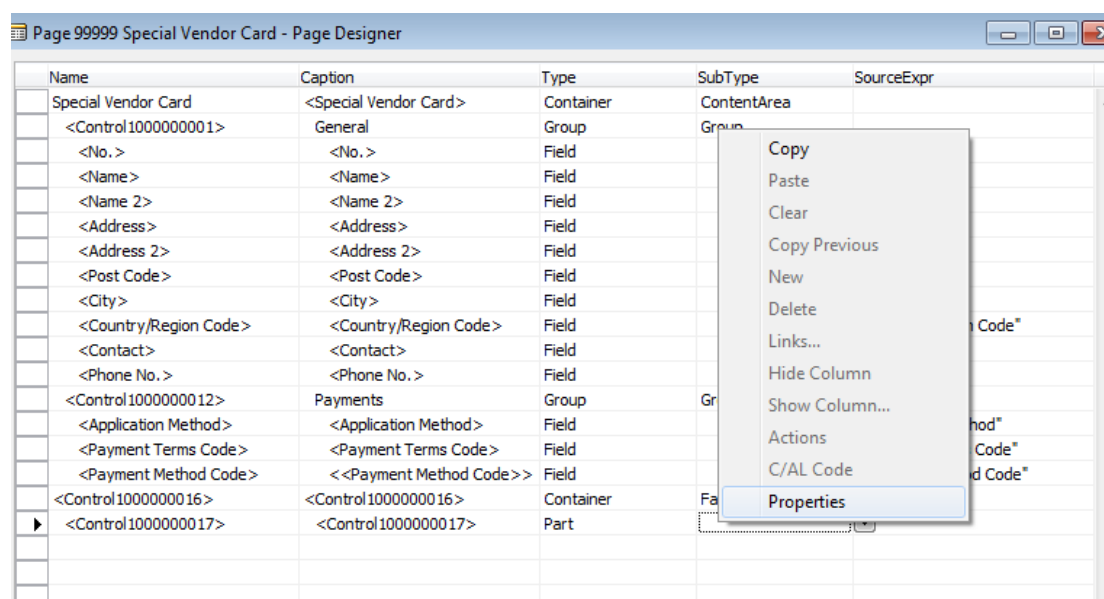 Page 99999 Special Vendor Card - Page Designer
Name Caption Type SubType SourceExpr
Special Vendor Card <Special Vendor Card> Container ContentArea
<Control1000000001> General Group Group
<No.> <No.> Field
<Name> <Name> Field
<Name 2> <Name 2> Field
<Address> <Address> Field
<Address 2> <Address 2> Field
<Post Code> <Post Code> Field
<City> <City> Field
<Country/Region Code> <Country/Region Code> Field n Code"
<Contact> <Contact> Field
<Phone No.> <Phone No.> Field
<Control1000000012> Payments Group Gr
<Application Method> <Application Method> Field hod"
<Payment Terms Code> <Payment Terms Code> Field Code"
<Payment Method Code> <<Payment Method Code>> Field d Code"
<Control1000000016> <Control1000000016> Container Fa
<Control1000000017> <Control1000000017> Part
Copy
Paste
Clear
Copy Previous
New
Delete
Links...
Hide Column
Show Column...
Actions
C/AL Code
Properties